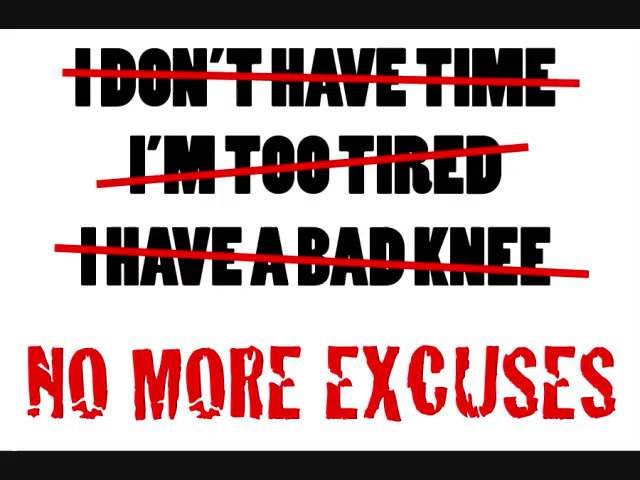 I DON'T HAVE TIME
I'M TOO TIRED
I HAVE A BAD KNEE
NO MORE EXCUSES